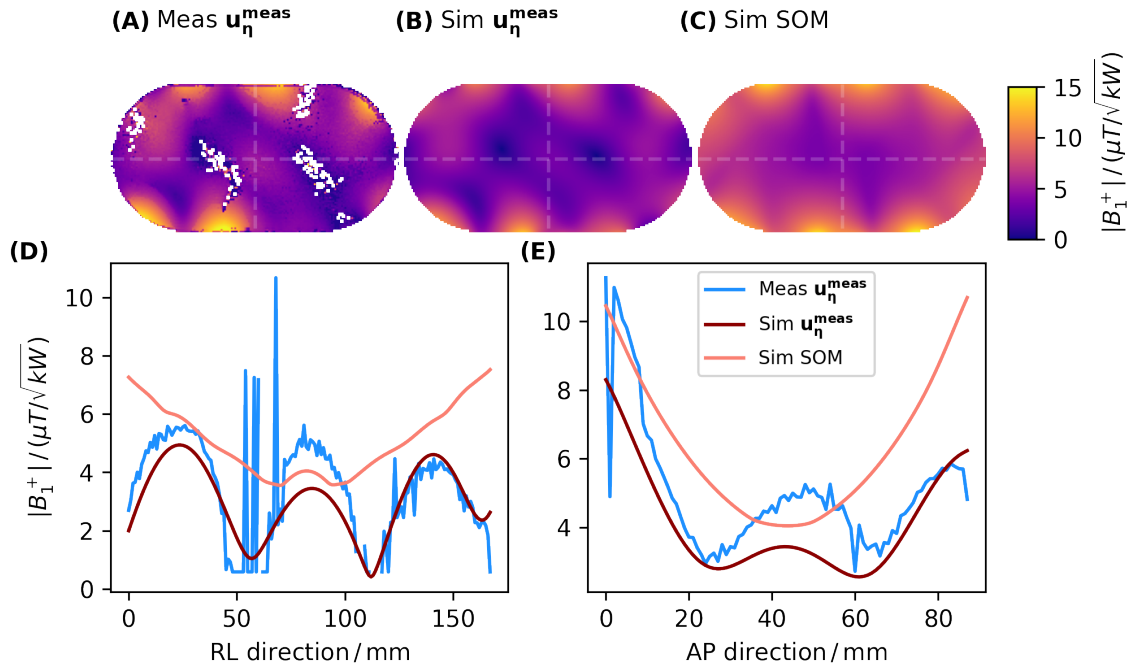 (A) Meas u_η^meas
(B) Sim u_η^meas
(C) Sim SOM
15
10
5
0
|B₁⁺| / (μT/√kW)
(D)
10
8
6
4
2
0
|B₁⁺| / (μT/√kW)
0 50 100 150
RL direction / mm
(E)
Meas u_η^meas
Sim u_η^meas
Sim SOM
10
8
6
4
0 20 40 60 80
AP direction / mm